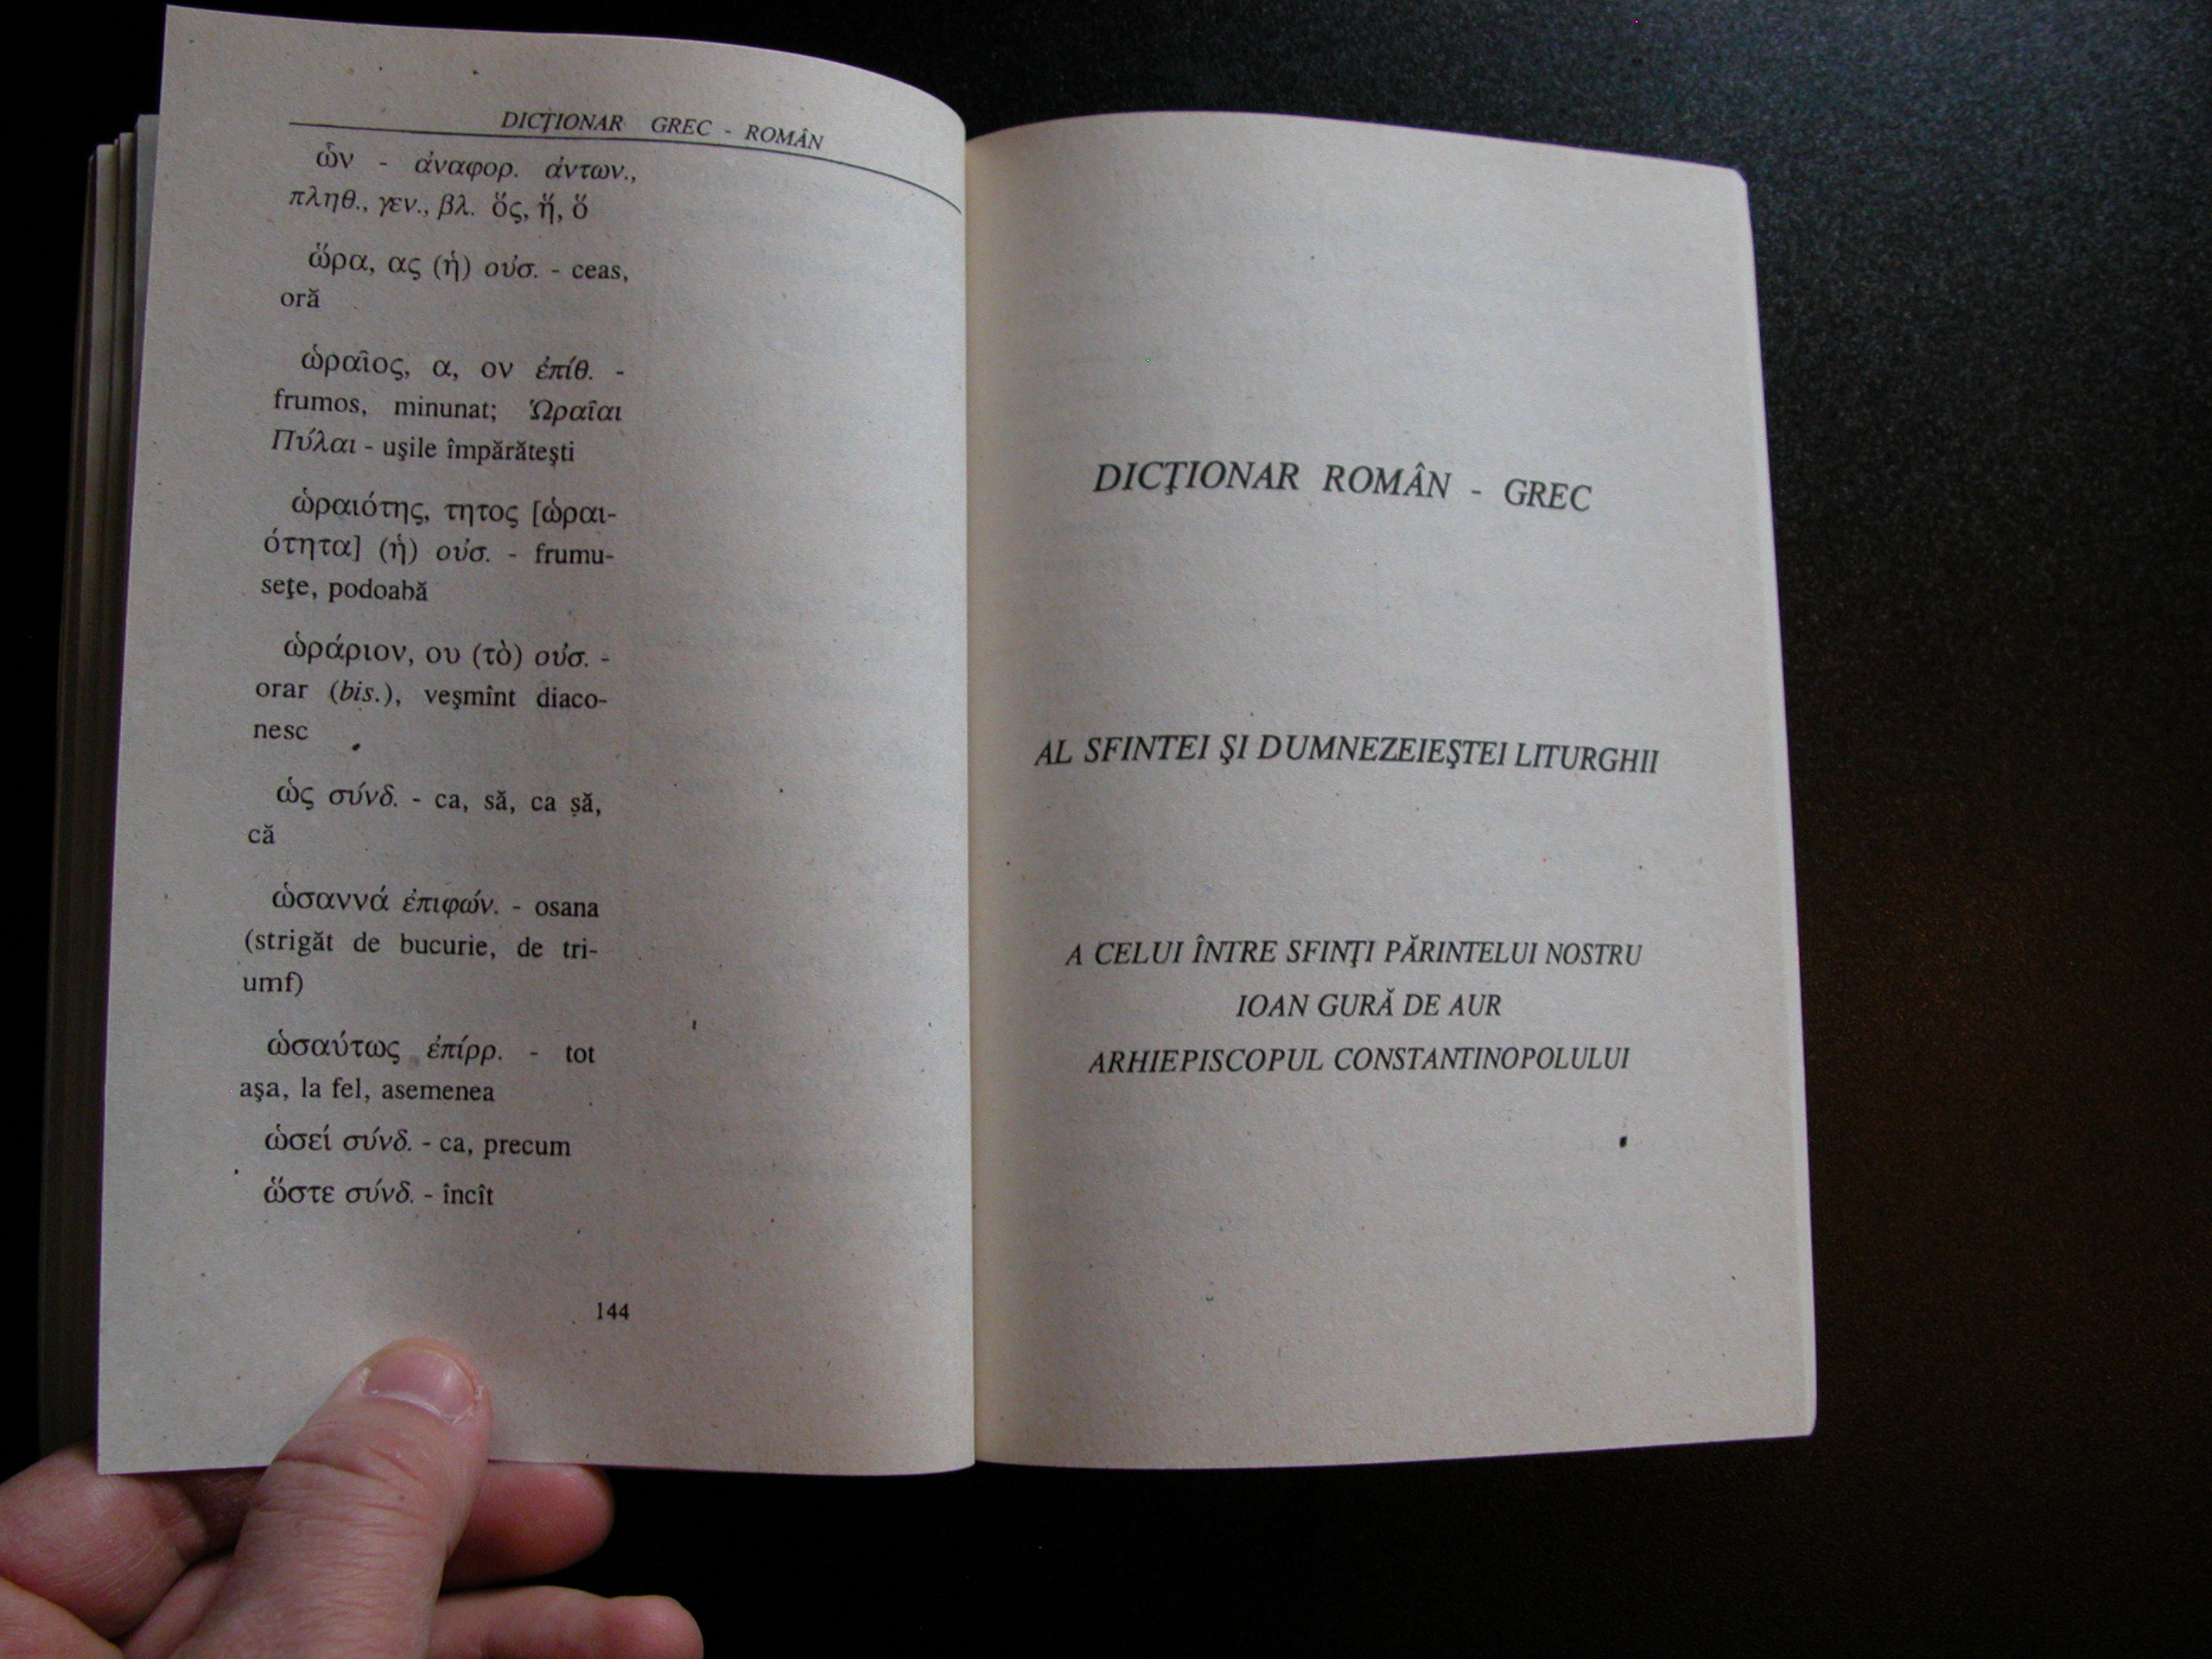 DICŢIONAR GREC - ROMÂN
ὧν - ἀναφορ. ἀντων.,
πληθ., γεν., βλ. ὅς, ἥ, ὅ
ὥρα, ας (ἡ) οὐσ. - ceas,
oră
ὡραῖος, α, ον ἐπίθ. -
frumos, minunat; Ὡραῖαι
Πύλαι - uşile împărăteşti
ὡραιότης, τητος [ὡραι-
ότητα] (ἡ) οὐσ. - frumu-
seţe, podoabă
ὡράριον, ου (τὸ) οὐσ. -
orar (bis.), veşmînt diaco-
nesc
ὡς σύνδ. - ca, să, ca să,
că
ὡσαννά ἐπιφών. - osana
(strigăt de bucurie, de tri-
umf)
ὡσαύτως ἐπίρρ. - tot
aşa, la fel, asemenea
ὡσεί σύνδ. - ca, precum
ὥστε σύνδ. - încît
144
DICŢIONAR ROMÂN - GREC
AL SFINTEI ŞI DUMNEZEIEŞTEI LITURGHII
A CELUI ÎNTRE SFINŢI PĂRINTELUI NOSTRU
IOAN GURĂ DE AUR
ARHIEPISCOPUL CONSTANTINOPOLULUI